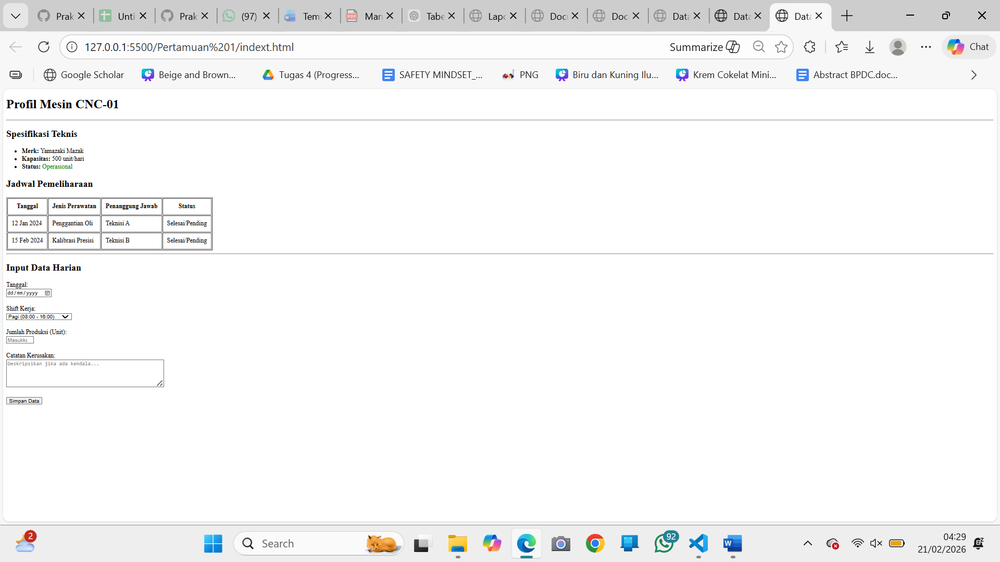 Prak
Unti
Prak
(97)
Temp
Man
Tabe
Lapo
Docu
Docu
Data
Data
Data
127.0.0.1:5500/Pertamuan%201/indext.html
Summarize
Chat
Google Scholar
Beige and Brown...
Tugas 4 (Progress...
SAFETY MINDSET_...
PNG
Biru dan Kuning Ilu...
Krem Cokelat Mini...
Abstract BPDC.doc...
Profil Mesin CNC-01
Spesifikasi Teknis
• Merk: Yamazaki Mazak
• Kapasitas: 500 unit/hari
• Status: Operasional
Jadwal Pemeliharaan
Tanggal Jenis Perawatan Penanggung Jawab Status
12 Jan 2024 Penggantian Oli Teknisi A Selesai/Pending
15 Feb 2024 Kalibrasi Presisi Teknisi B Selesai/Pending
Input Data Harian
Tanggal:
dd/mm/yyyy
Shift Kerja:
Pagi (08:00 - 16:00)
Jumlah Produksi (Unit):
Masukka
Catatan Kerusakan:
Deskripsikan jika ada kendala...
Simpan Data
2
Search
PDF
92
04:29
21/02/2026